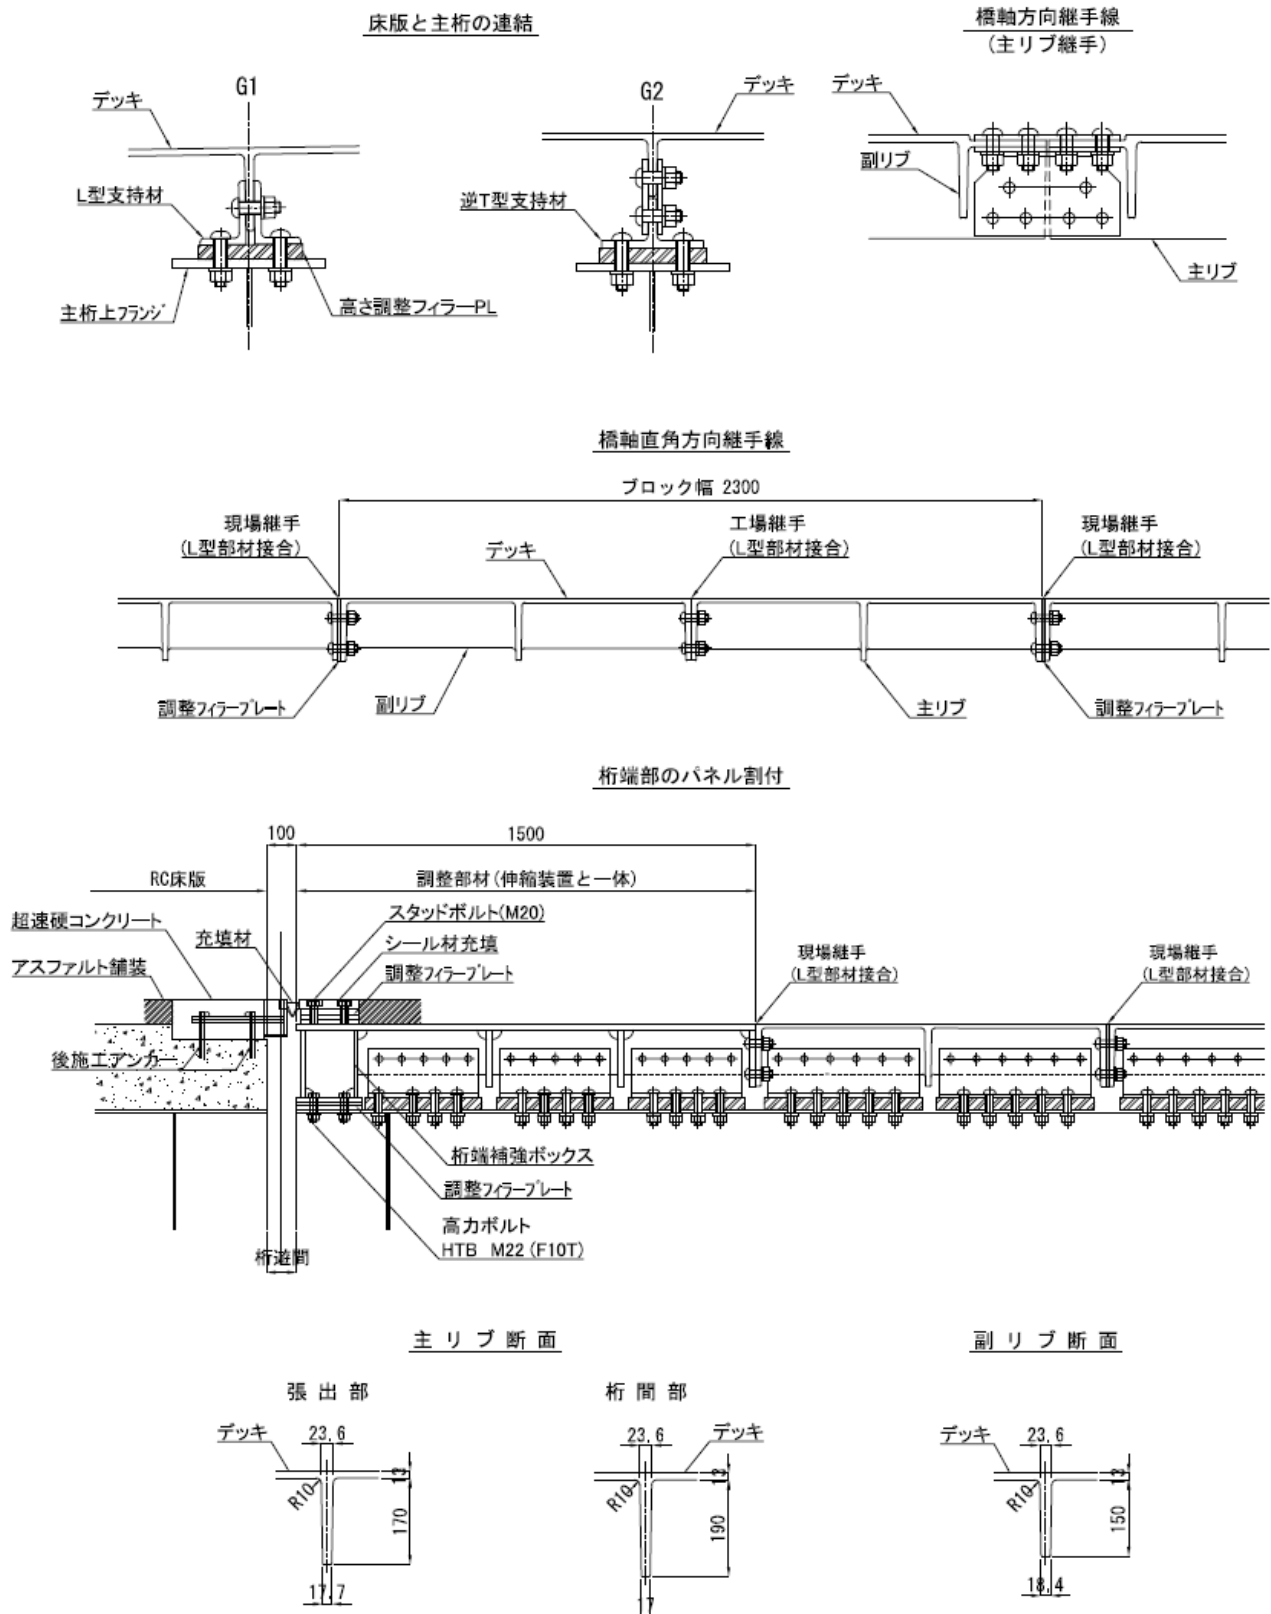 床版と主桁の連結
橋軸方向継手線
(主リブ継手)
G1
デッキ
L型支持材
主桁上フランジ
高さ調整フィラーPL
G2
デッキ
逆T型支持材
デッキ
副リブ
主リブ
橋軸直角方向継手線
ブロック幅 2300
現場継手
(L型部材接合)
デッキ
工場継手
(L型部材接合)
現場継手
(L型部材接合)
調整フィラープレート
副リブ
主リブ
調整フィラープレート
桁端部のパネル割付
100
1500
RC床版
調整部材(伸縮装置と一体)
超速硬コンクリート
充填材
スタッドボルト(M20)
アスファルト舗装
シール材充填
調整フィラープレート
現場継手
(L型部材接合)
現場継手
(L型部材接合)
後施工アンカー
桁端補強ボックス
調整フィラープレート
高力ボルト
HTB M22(F10T)
桁遊間
主リブ断面
副リブ断面
張出部
桁間部
デッキ
23.6
13
R10
170
17.7
23.6
デッキ
13
R10
190
17
デッキ
23.6
13
R10
150
18.4